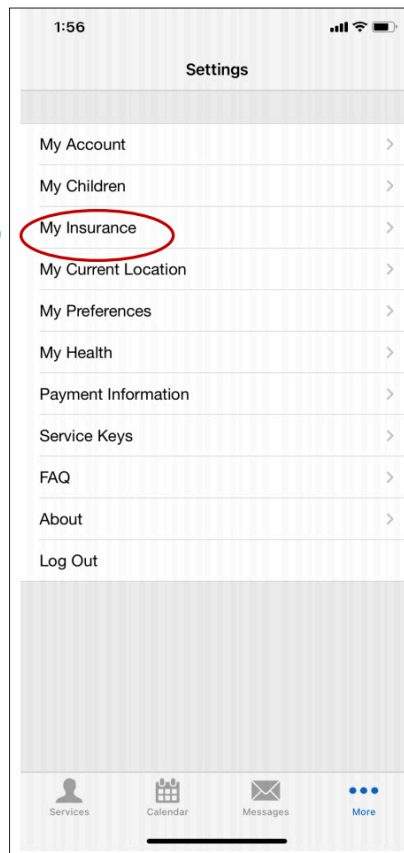 1:56
Settings
My Account
My Children
My Insurance
My Current Location
My Preferences
My Health
Payment Information
Service Keys
FAQ
About
Log Out
Services Calendar Messages More